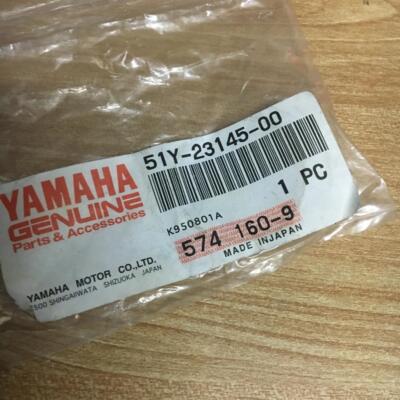 51Y-23145-00
1 PC
YAMAHA
GENUINE
Parts & Accessories
K950801A
574 160-9
MADE IN JAPAN
YAMAHA MOTOR CO.,LTD.
2500 SHINGAI IWATA SHIZUOKA JAPAN